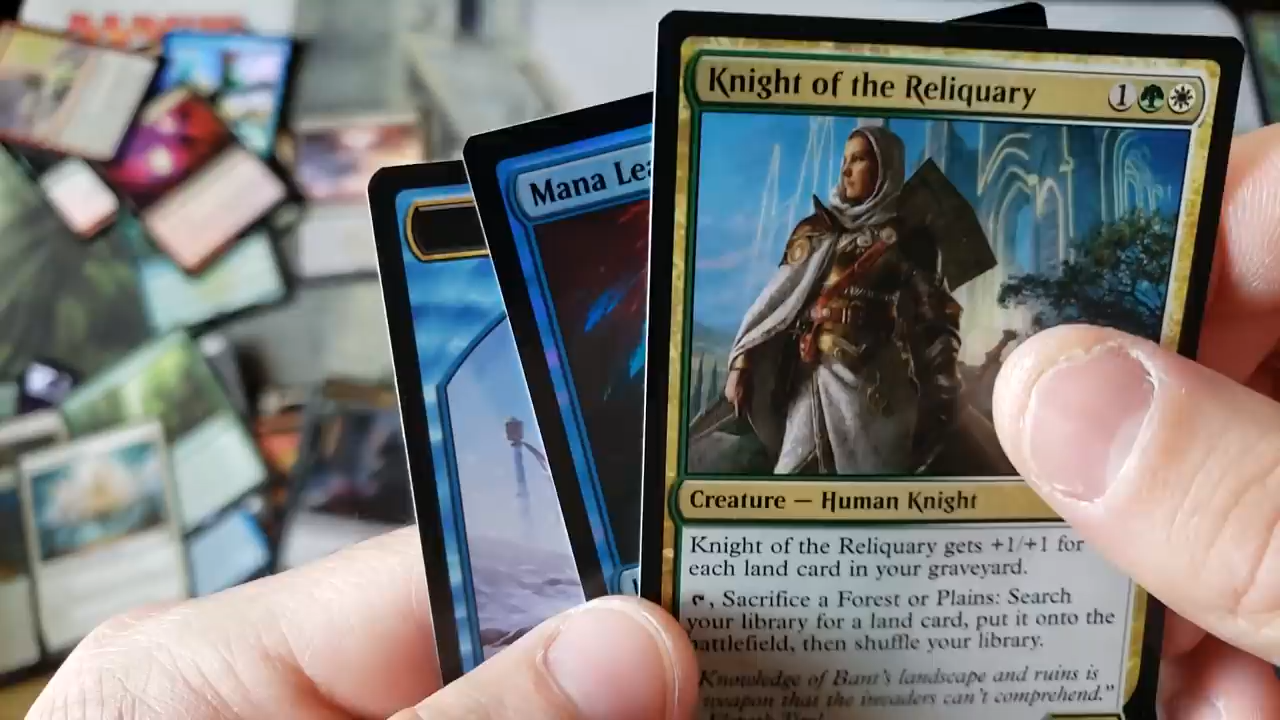 Knight of the Reliquary
1
Mana Lea
Creature — Human Knight
Knight of the Reliquary gets +1/+1 for
each land card in your graveyard.
, Sacrifice a Forest or Plains: Search
your library for a land card, put it onto the
battlefield, then shuffle your library.
Knowledge of Bant's landscape and ruins is
weapon that the invaders can't comprehend."